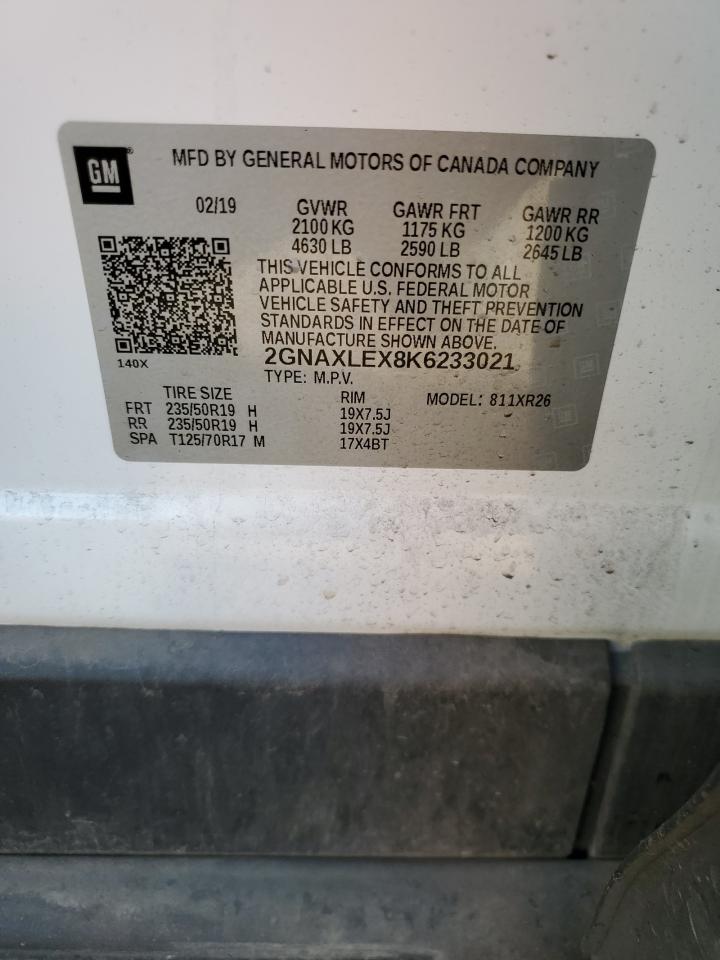 GM
MFD BY GENERAL MOTORS OF CANADA COMPANY
02/19 GVWR GAWR FRT GAWR RR
2100 KG 1175 KG 1200 KG
4630 LB 2590 LB 2645 LB
THIS VEHICLE CONFORMS TO ALL
APPLICABLE U.S. FEDERAL MOTOR
VEHICLE SAFETY AND THEFT PREVENTION
STANDARDS IN EFFECT ON THE DATE OF
MANUFACTURE SHOWN ABOVE.
2GNAXLEX8K6233021
140X
TYPE: M.P.V.
TIRE SIZE RIM MODEL: 811XR26
FRT 235/50R19 H 19X7.5J
RR 235/50R19 H 19X7.5J
SPA T125/70R17 M 17X4BT